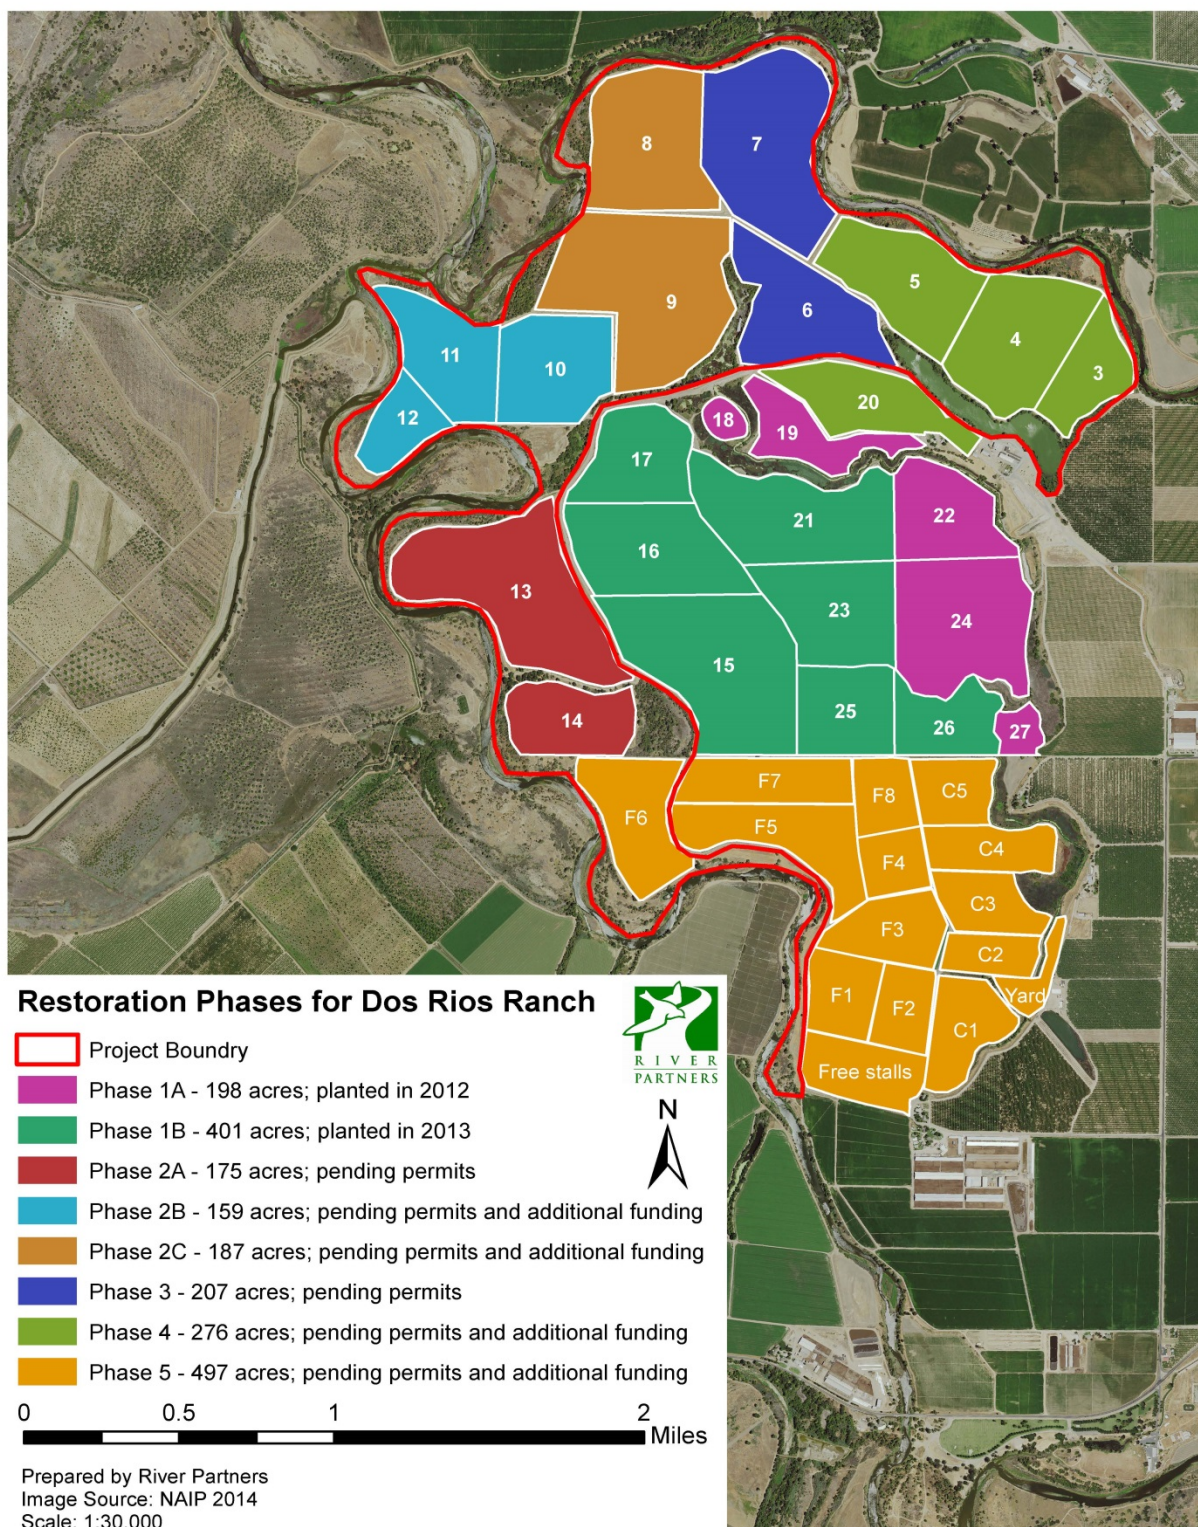 8
7
5
9
6
4
11
10
3
12
20
18
19
17
21
22
16
13
23
24
15
14
25
26
27
F7
F8
C5
F6
F5
C4
F4
C3
F3
C2
F1
F2
Yard
C1
Free stalls
Restoration Phases for Dos Rios Ranch
RIVER
PARTNERS
N
Project Boundry
Phase 1A - 198 acres; planted in 2012
Phase 1B - 401 acres; planted in 2013
Phase 2A - 175 acres; pending permits
Phase 2B - 159 acres; pending permits and additional funding
Phase 2C - 187 acres; pending permits and additional funding
Phase 3 - 207 acres; pending permits
Phase 4 - 276 acres; pending permits and additional funding
Phase 5 - 497 acres; pending permits and additional funding
0 0.5 1 2
Miles
Prepared by River Partners
Image Source: NAIP 2014
Scale: 1:30,000